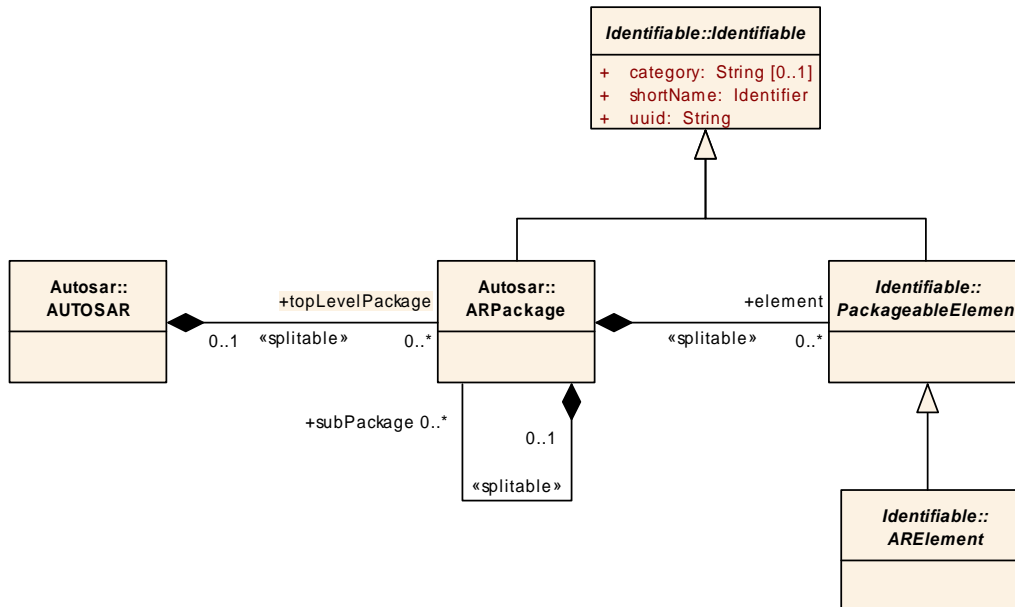 Identifiable::Identifiable
+ category: String [0..1]
+ shortName: Identifier
+ uuid: String
Autosar::
AUTOSAR
+topLevelPackage
0..1
«splitable»
0..*
Autosar::
ARPackage
+element
«splitable»
0..*
Identifiable::
PackageableElement
+subPackage 0..*
0..1
«splitable»
Identifiable::
ARElement